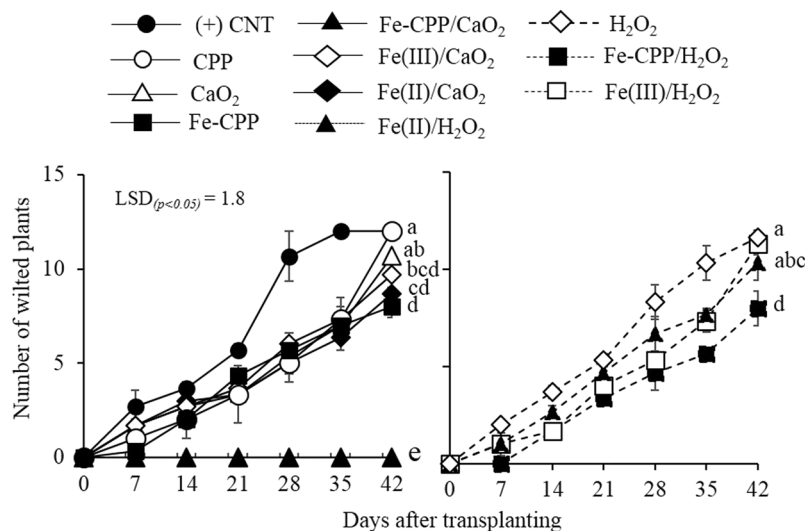 (+) CNT
CPP
CaO₂
Fe-CPP
Fe-CPP/CaO₂
Fe(III)/CaO₂
Fe(II)/CaO₂
Fe(II)/H₂O₂
H₂O₂
Fe-CPP/H₂O₂
Fe(III)/H₂O₂
Number of wilted plants
15
10
5
0
LSD(p<0.05) = 1.8
a
ab
bcd
cd
d
e
0 7 14 21 28 35 42
a
abc
d
0 7 14 21 28 35 42
Days after transplanting